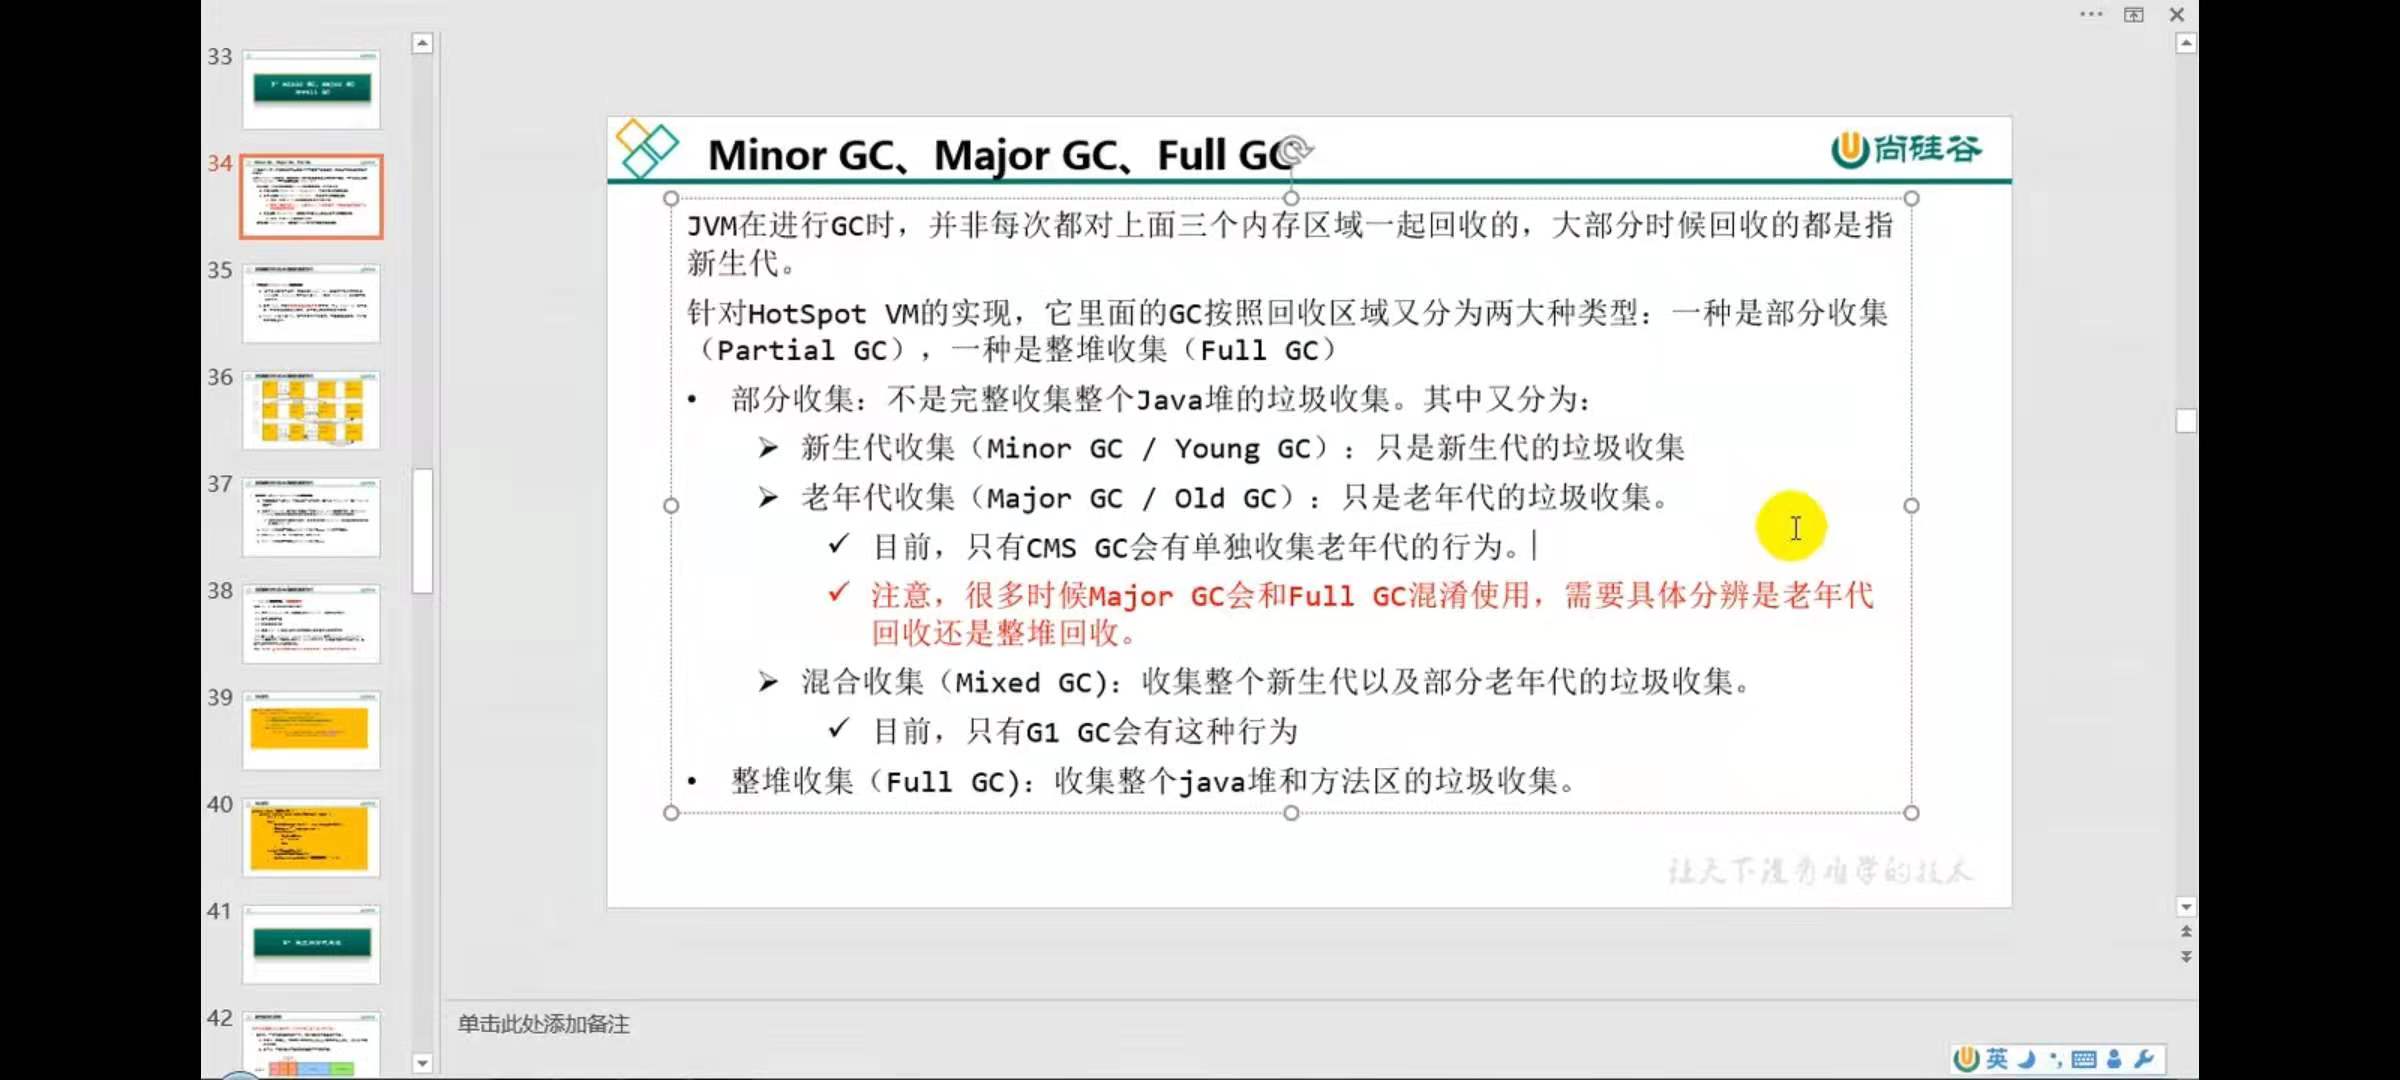 33
34
35
36
37
38
39
40
41
42
Minor GC、Major GC、Full GC
尚硅谷
JVM在进行GC时，并非每次都对上面三个内存区域一起回收的，大部分时候回收的都是指
新生代。
针对HotSpot VM的实现，它里面的GC按照回收区域又分为两大种类型：一种是部分收集
（Partial GC），一种是整堆收集（Full GC）
• 部分收集：不是完整收集整个Java堆的垃圾收集。其中又分为：
➢ 新生代收集（Minor GC / Young GC）：只是新生代的垃圾收集
➢ 老年代收集（Major GC / Old GC）：只是老年代的垃圾收集。
✓ 目前，只有CMS GC会有单独收集老年代的行为。
✓ 注意，很多时候Major GC会和Full GC混淆使用，需要具体分辨是老年代
回收还是整堆回收。
➢ 混合收集（Mixed GC)：收集整个新生代以及部分老年代的垃圾收集。
✓ 目前，只有G1 GC会有这种行为
• 整堆收集（Full GC)：收集整个java堆和方法区的垃圾收集。
让天下没有难学的技术
单击此处添加备注
英